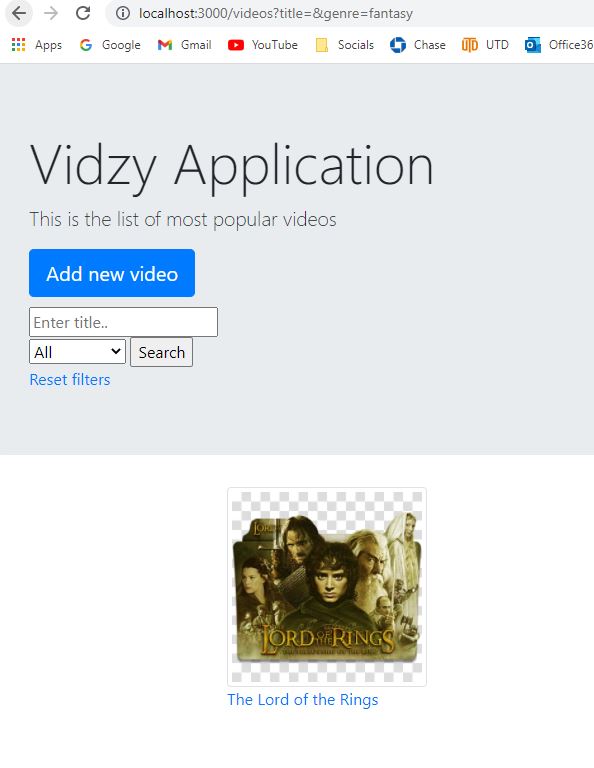 localhost:3000/videos?title=&genre=fantasy
Apps Google Gmail YouTube Socials Chase UTD Office36
Vidzy Application
This is the list of most popular videos
Add new video
Enter title..
All Search
Reset filters
LORD OF THE RINGS
The Lord of the Rings